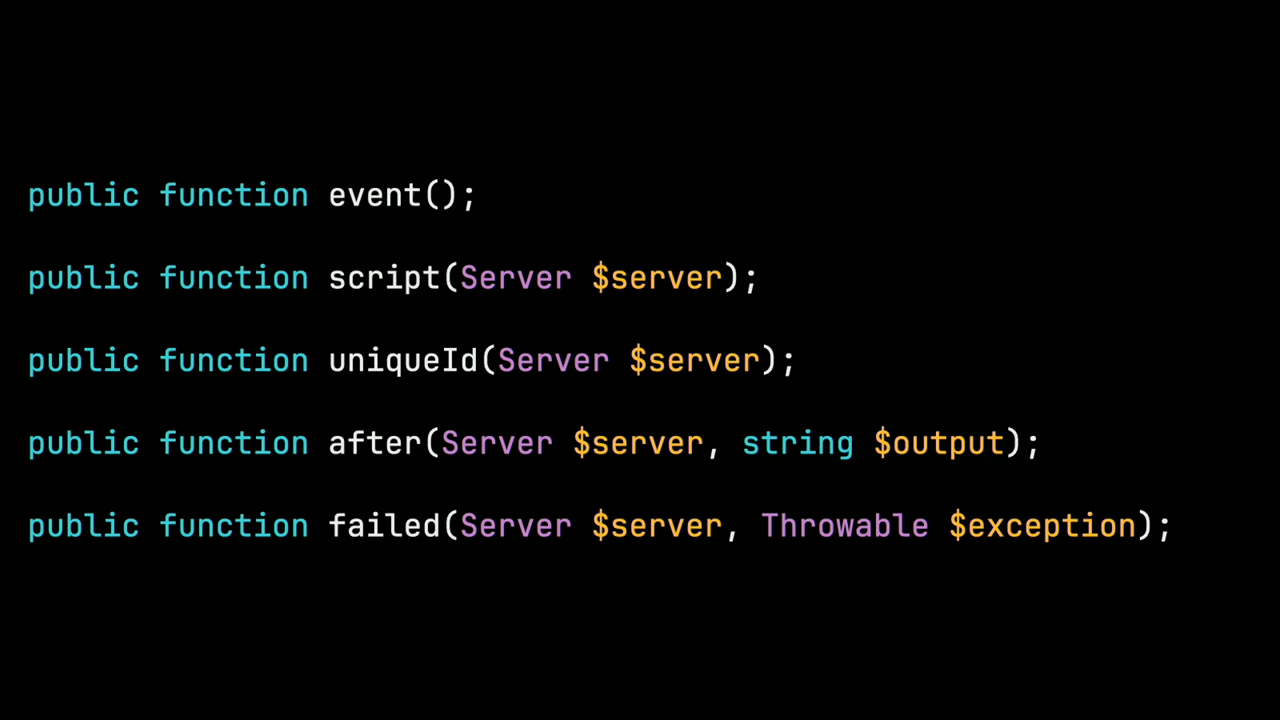 public function event();
public function script(Server $server);
public function uniqueId(Server $server);
public function after(Server $server, string $output);
public function failed(Server $server, Throwable $exception);